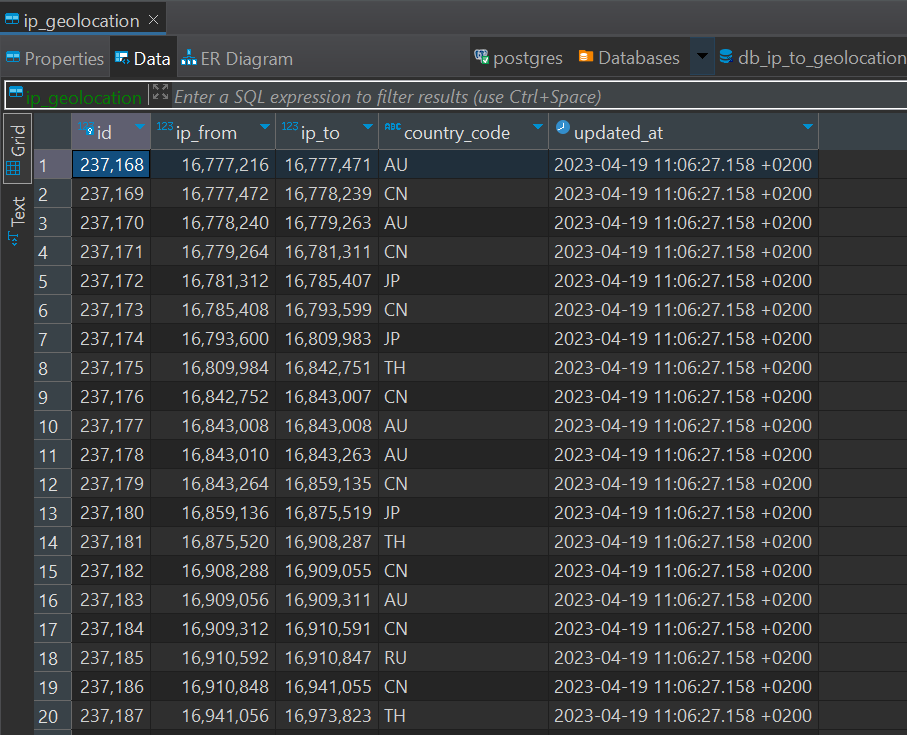 ip_geolocation
Properties Data ER Diagram postgres Databases db_ip_to_geolocation
ip_geolocation Enter a SQL expression to filter results (use Ctrl+Space)
Grid
Text
123 id 123 ip_from 123 ip_to ABC country_code updated_at
1 237,168 16,777,216 16,777,471 AU 2023-04-19 11:06:27.158 +0200
2 237,169 16,777,472 16,778,239 CN 2023-04-19 11:06:27.158 +0200
3 237,170 16,778,240 16,779,263 AU 2023-04-19 11:06:27.158 +0200
4 237,171 16,779,264 16,781,311 CN 2023-04-19 11:06:27.158 +0200
5 237,172 16,781,312 16,785,407 JP 2023-04-19 11:06:27.158 +0200
6 237,173 16,785,408 16,793,599 CN 2023-04-19 11:06:27.158 +0200
7 237,174 16,793,600 16,809,983 JP 2023-04-19 11:06:27.158 +0200
8 237,175 16,809,984 16,842,751 TH 2023-04-19 11:06:27.158 +0200
9 237,176 16,842,752 16,843,007 CN 2023-04-19 11:06:27.158 +0200
10 237,177 16,843,008 16,843,008 AU 2023-04-19 11:06:27.158 +0200
11 237,178 16,843,010 16,843,263 AU 2023-04-19 11:06:27.158 +0200
12 237,179 16,843,264 16,859,135 CN 2023-04-19 11:06:27.158 +0200
13 237,180 16,859,136 16,875,519 JP 2023-04-19 11:06:27.158 +0200
14 237,181 16,875,520 16,908,287 TH 2023-04-19 11:06:27.158 +0200
15 237,182 16,908,288 16,909,055 CN 2023-04-19 11:06:27.158 +0200
16 237,183 16,909,056 16,909,311 AU 2023-04-19 11:06:27.158 +0200
17 237,184 16,909,312 16,910,591 CN 2023-04-19 11:06:27.158 +0200
18 237,185 16,910,592 16,910,847 RU 2023-04-19 11:06:27.158 +0200
19 237,186 16,910,848 16,941,055 CN 2023-04-19 11:06:27.158 +0200
20 237,187 16,941,056 16,973,823 TH 2023-04-19 11:06:27.158 +0200